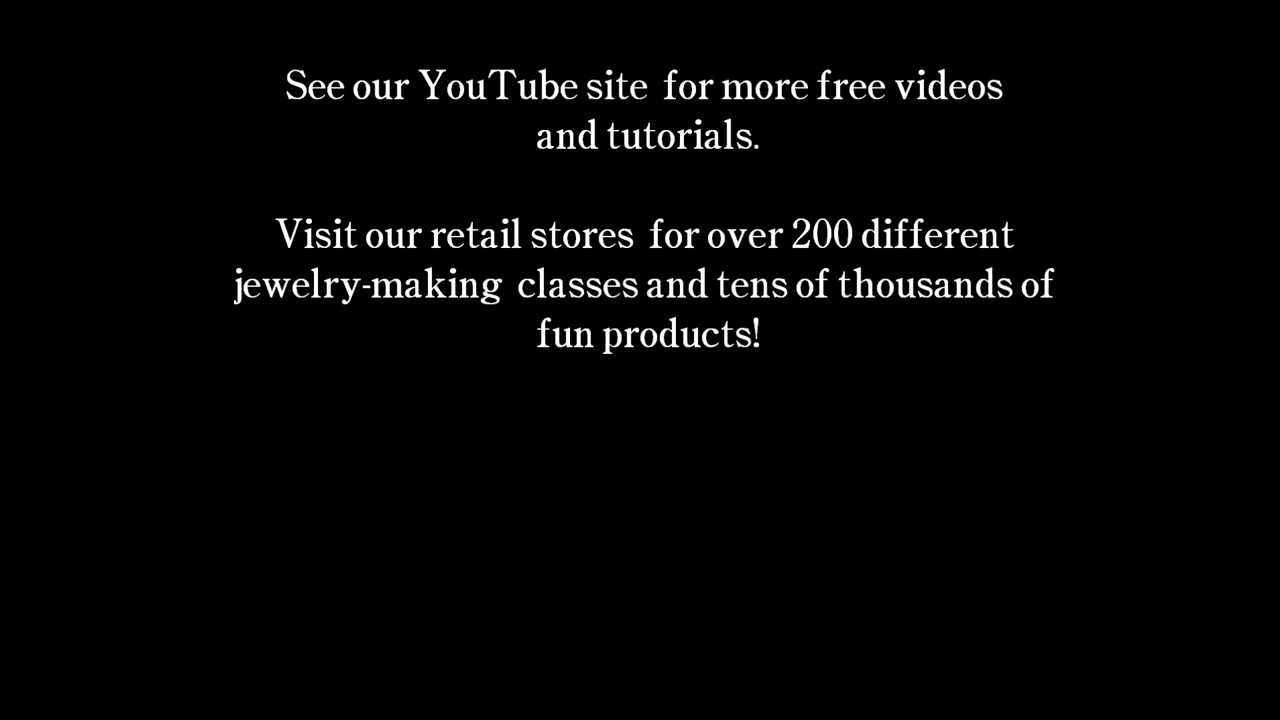 See our YouTube site for more free videos
and tutorials.
Visit our retail stores for over 200 different
jewelry-making classes and tens of thousands of
fun products!